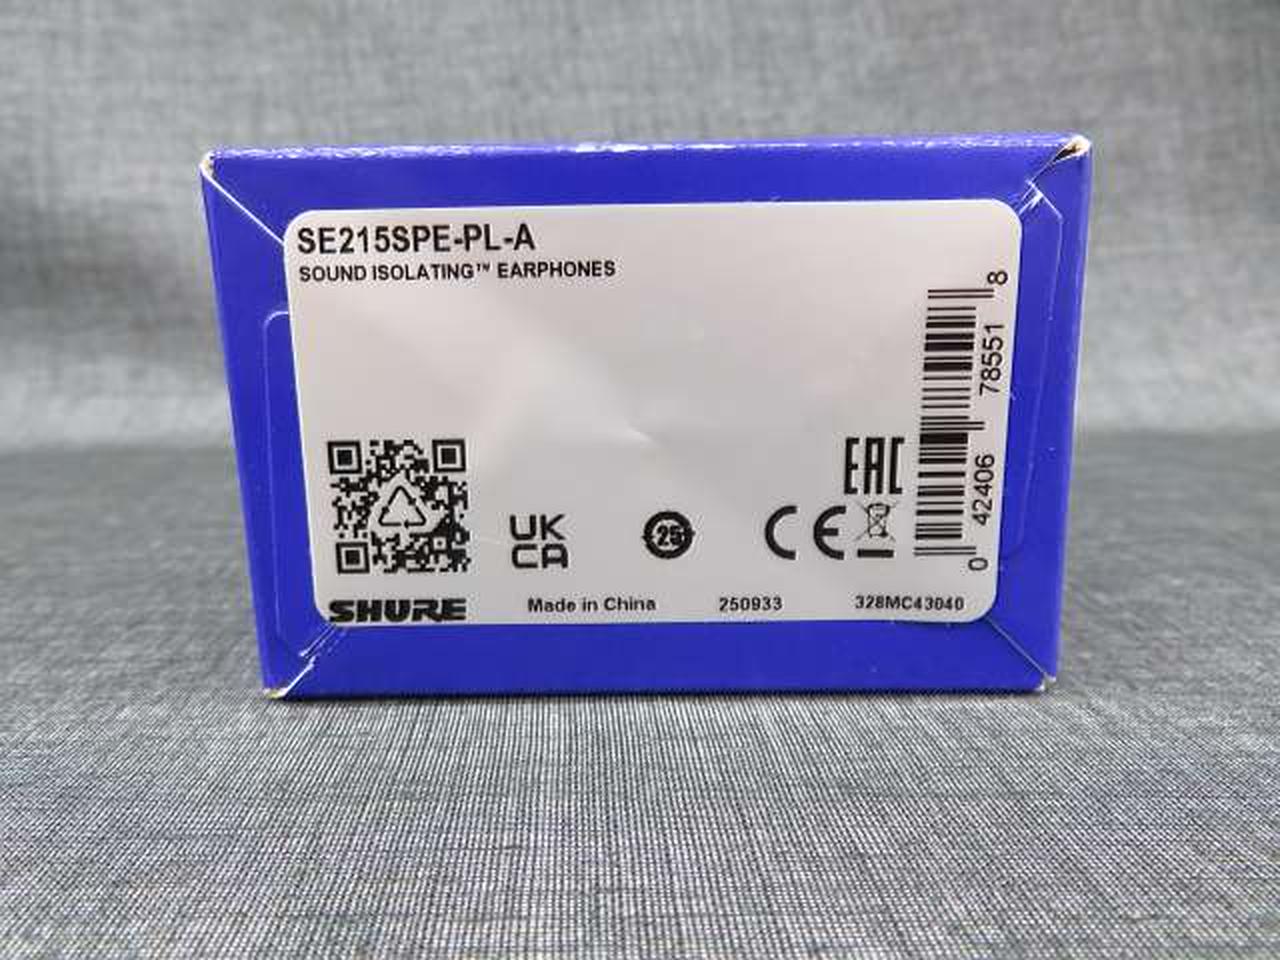 SE215SPE-PL-A
SOUND ISOLATING™ EARPHONES
0 42406 78551 8
EAC
UK
CA
25
CE
SHURE
Made in China
250933
328MC43040